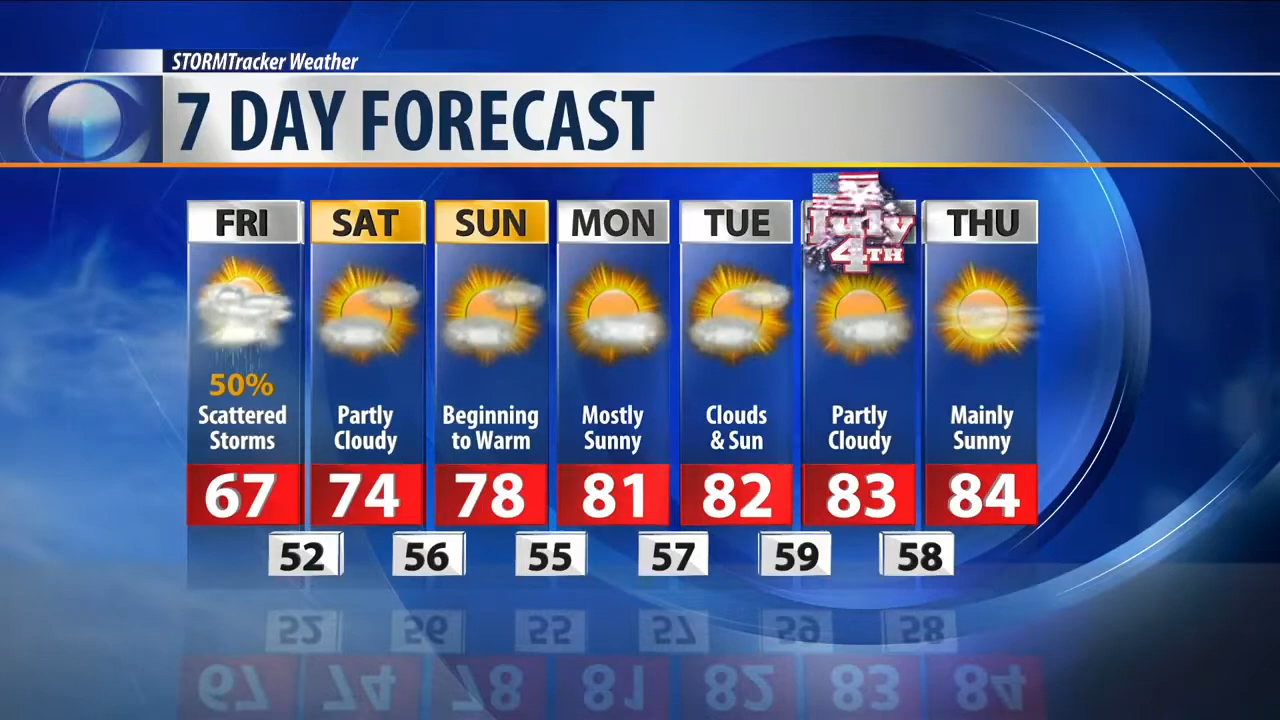 STORMTracker Weather
7 DAY FORECAST
FRI SAT SUN MON TUE July 4TH THU
50%
Scattered Storms
Partly Cloudy
Beginning to Warm
Mostly Sunny
Clouds & Sun
Partly Cloudy
Mainly Sunny
67 74 78 81 82 83 84
52 56 55 57 59 58